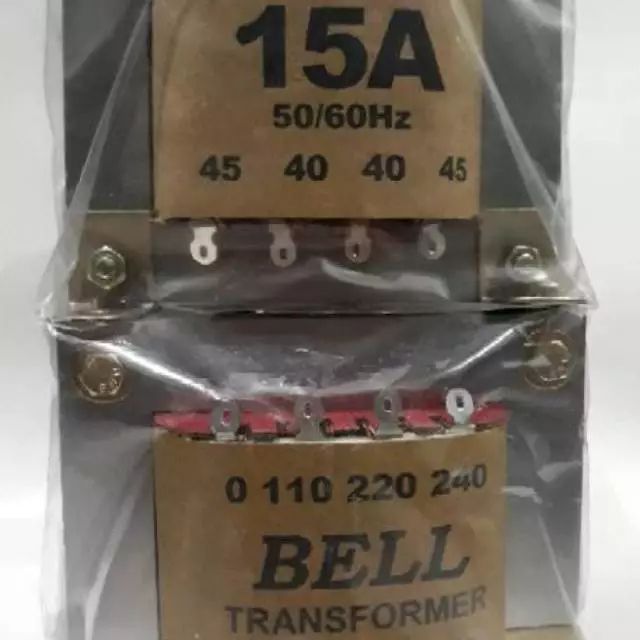 15A
50/60Hz
45 40 40 45
0 110 220 240
BELL
TRANSFORMER